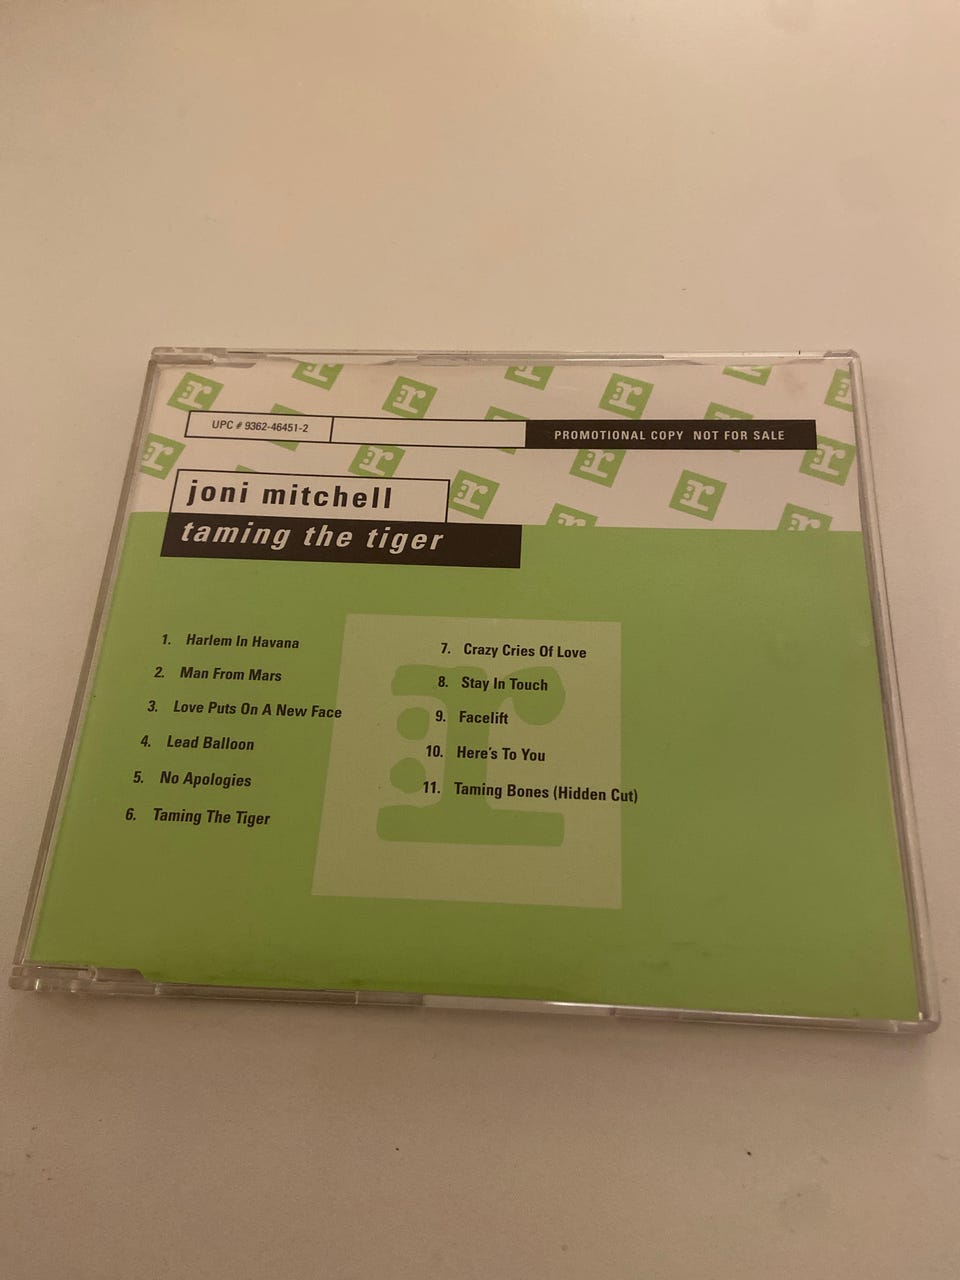 UPC # 9362-46451-2
PROMOTIONAL COPY NOT FOR SALE
joni mitchell
taming the tiger
1. Harlem In Havana
2. Man From Mars
3. Love Puts On A New Face
4. Lead Balloon
5. No Apologies
6. Taming The Tiger
7. Crazy Cries Of Love
8. Stay In Touch
9. Facelift
10. Here's To You
11. Taming Bones (Hidden Cut)